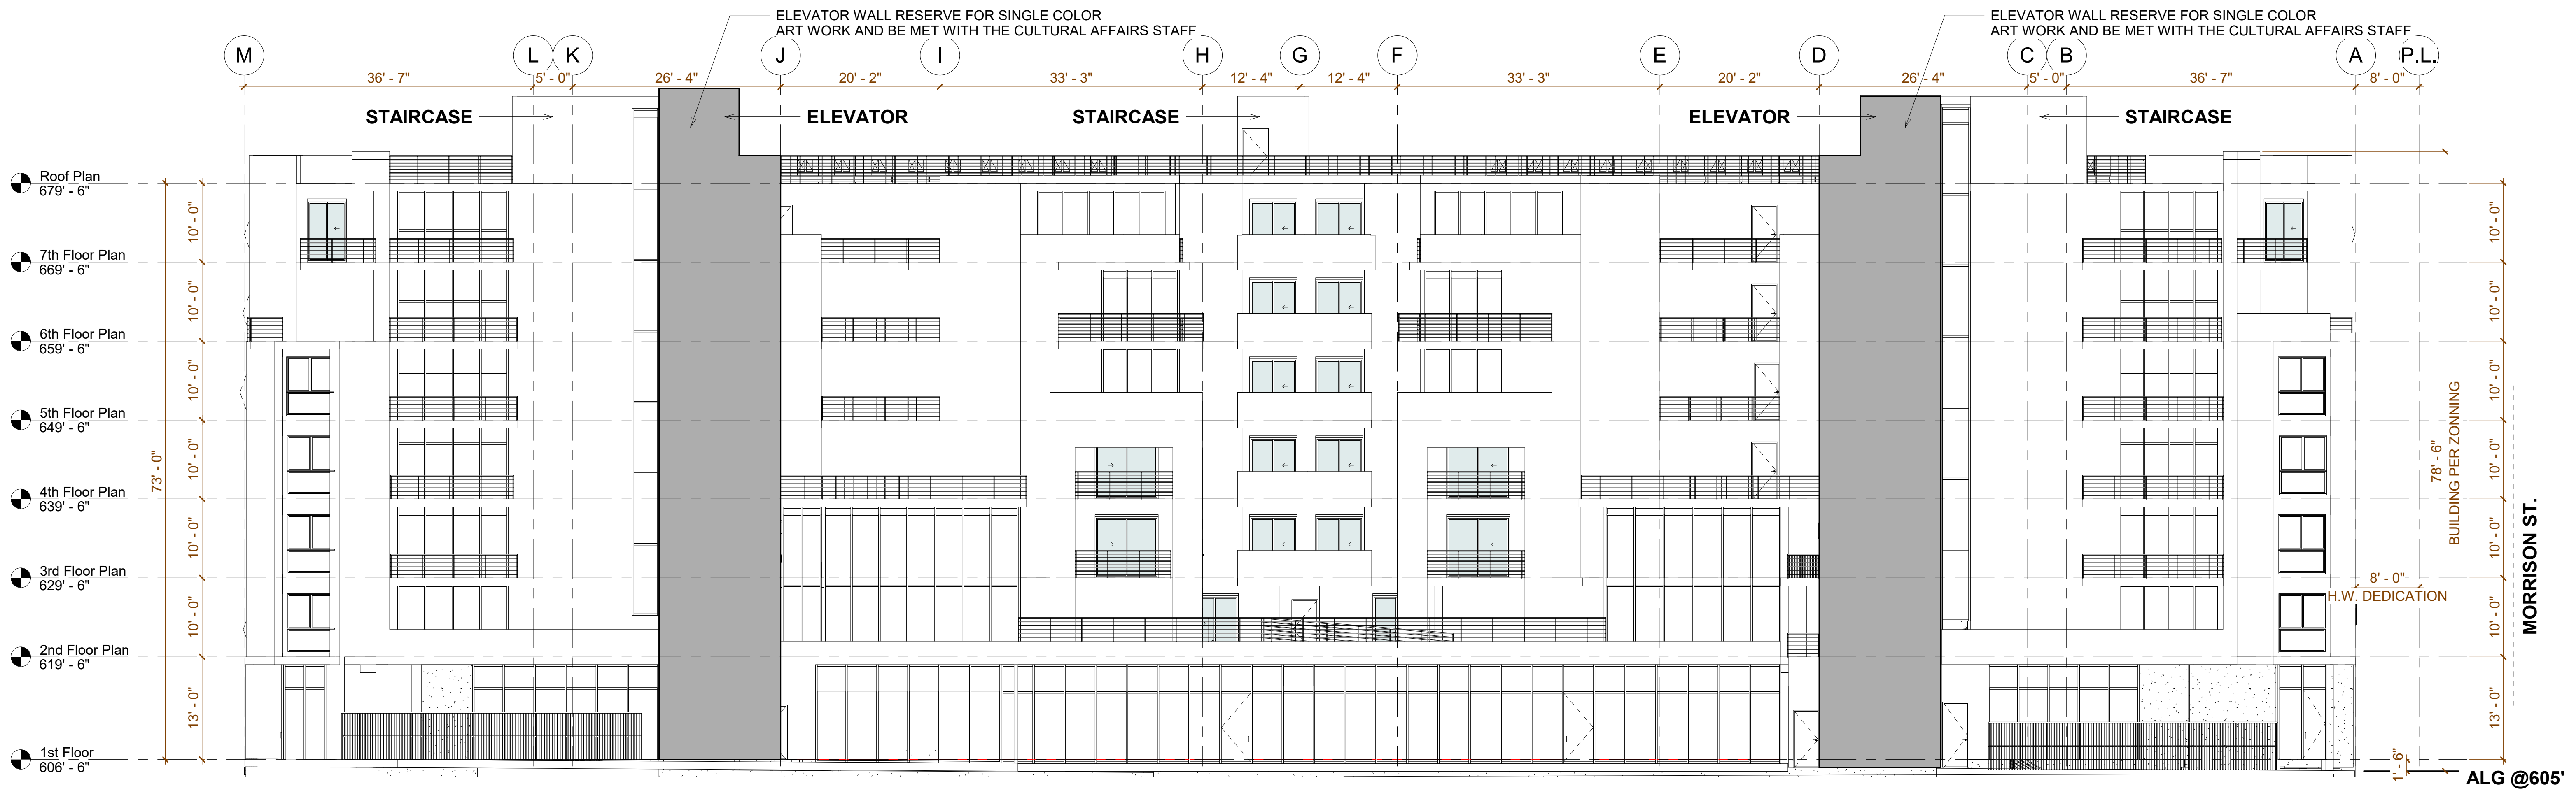 ELEVATOR WALL RESERVE FOR SINGLE COLOR
ART WORK AND BE MET WITH THE CULTURAL AFFAIRS STAFF
ELEVATOR WALL RESERVE FOR SINGLE COLOR
ART WORK AND BE MET WITH THE CULTURAL AFFAIRS STAFF
M L K J I H G F E D C B A P.L.
36' - 7" 5' - 0" 26' - 4" 20' - 2" 33' - 3" 12' - 4" 12' - 4" 33' - 3" 20' - 2" 26' - 4" 5' - 0" 36' - 7" 8' - 0"
STAIRCASE ELEVATOR STAIRCASE ELEVATOR STAIRCASE
Roof Plan
679' - 6"
10' - 0" 10' - 0"
7th Floor Plan
669' - 6"
10' - 0" 10' - 0"
6th Floor Plan
659' - 6"
10' - 0" 10' - 0"
5th Floor Plan
649' - 6"
10' - 0" 10' - 0"
4th Floor Plan
639' - 6"
10' - 0" 10' - 0"
3rd Floor Plan
629' - 6"
10' - 0" 10' - 0"
2nd Floor Plan
619' - 6"
13' - 0" 13' - 0"
1st Floor
606' - 6"
73' - 0"
78' - 6"
BUILDING PER ZONNING
8' - 0"
H.W. DEDICATION
MORRISON ST.
1' - 6"
ALG @605'